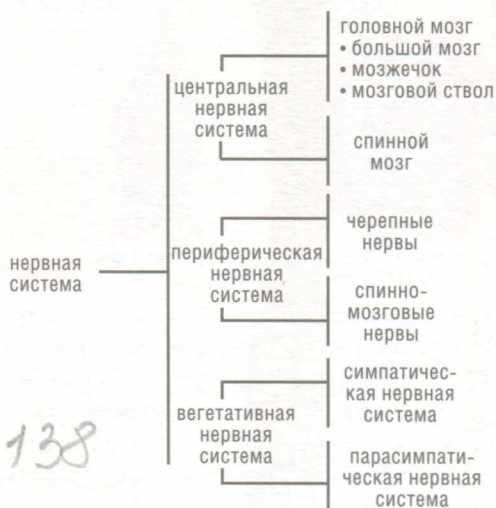 нервная
система
центральная
нервная
система
головной мозг
• большой мозг
• мозжечок
• мозговой ствол
спинной
мозг
периферическая
нервная
система
черепные
нервы
спинно-
мозговые
нервы
вегетативная
нервная
система
симпатичес-
кая нервная
система
парасимпати-
ческая нервная
система
138